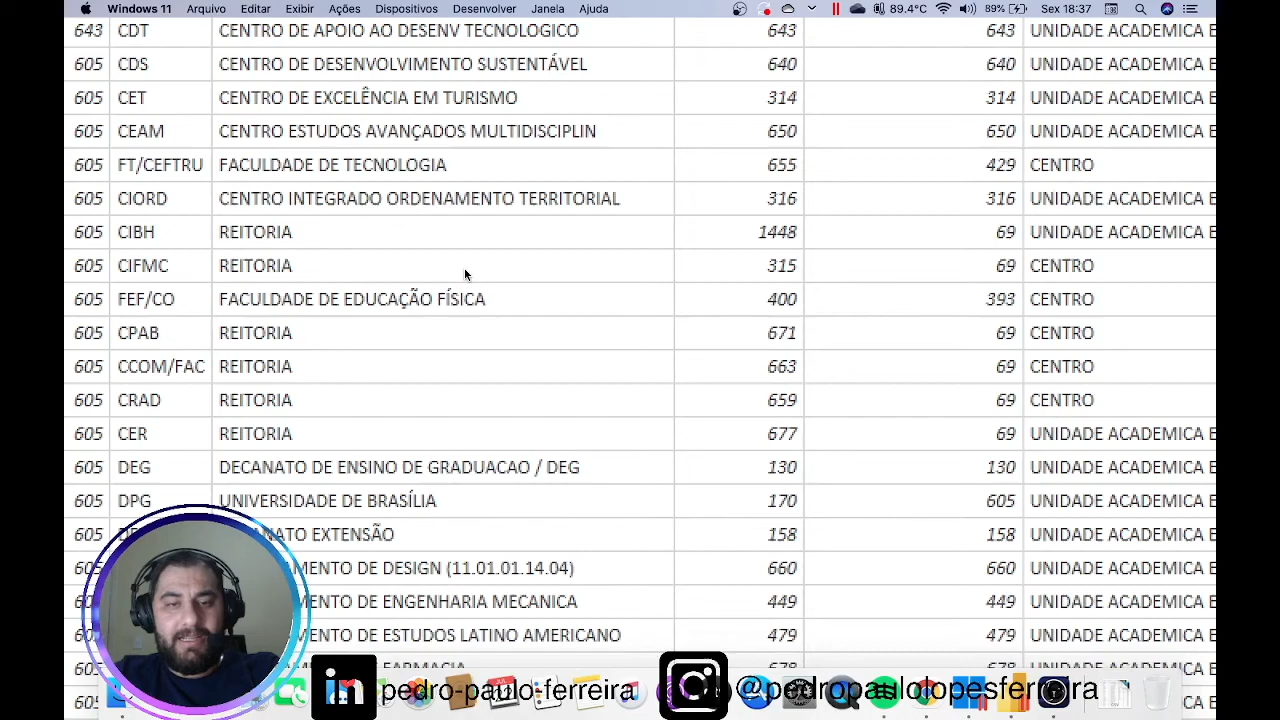 Windows 11 Arquivo Editar Exibir Ações Dispositivos Desenvolver Janela Ajuda 89.4°C 89% Sex 18:37
643 CDT CENTRO DE APOIO AO DESENV TECNOLOGICO 643 643 UNIDADE ACADEMICA E
605 CDS CENTRO DE DESENVOLVIMENTO SUSTENTÁVEL 640 640 UNIDADE ACADEMICA E
605 CET CENTRO DE EXCELÊNCIA EM TURISMO 314 314 UNIDADE ACADEMICA E
605 CEAM CENTRO ESTUDOS AVANÇADOS MULTIDISCIPLIN 650 650 UNIDADE ACADEMICA E
605 FT/CEFTRU FACULDADE DE TECNOLOGIA 655 429 CENTRO
605 CIORD CENTRO INTEGRADO ORDENAMENTO TERRITORIAL 316 316 UNIDADE ACADEMICA E
605 CIBH REITORIA 1448 69 UNIDADE ACADEMICA E
605 CIFMC REITORIA 315 69 CENTRO
605 FEF/CO FACULDADE DE EDUCAÇÃO FÍSICA 400 393 CENTRO
605 CPAB REITORIA 671 69 CENTRO
605 CCOM/FAC REITORIA 663 69 CENTRO
605 CRAD REITORIA 659 69 CENTRO
605 CER REITORIA 677 69 UNIDADE ACADEMICA E
605 DEG DECANATO DE ENSINO DE GRADUACAO / DEG 130 130 UNIDADE ACADEMICA E
605 DPG UNIVERSIDADE DE BRASÍLIA 170 605 UNIDADE ACADEMICA E
605 EXTENSÃO 158 158 UNIDADE ACADEMICA E
DE DESIGN (11.01.01.14.04) 660 660 UNIDADE ACADEMICA E
DE ENGENHARIA MECANICA 449 449 UNIDADE ACADEMICA E
DE ESTUDOS LATINO AMERICANO 479 479 UNIDADE ACADEMICA E
in pedro-paulo-ferreira @pedropaulolopesferreira